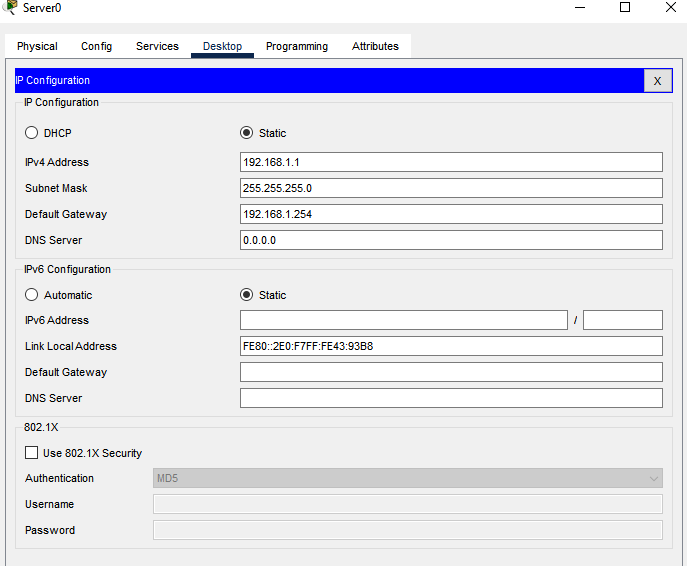 Server0
Physical Config Services Desktop Programming Attributes
IP Configuration X
IP Configuration
DHCP Static
IPv4 Address 192.168.1.1
Subnet Mask 255.255.255.0
Default Gateway 192.168.1.254
DNS Server 0.0.0.0
IPv6 Configuration
Automatic Static
IPv6 Address /
Link Local Address FE80::2E0:F7FF:FE43:93B8
Default Gateway
DNS Server
802.1X
Use 802.1X Security
Authentication MD5
Username
Password